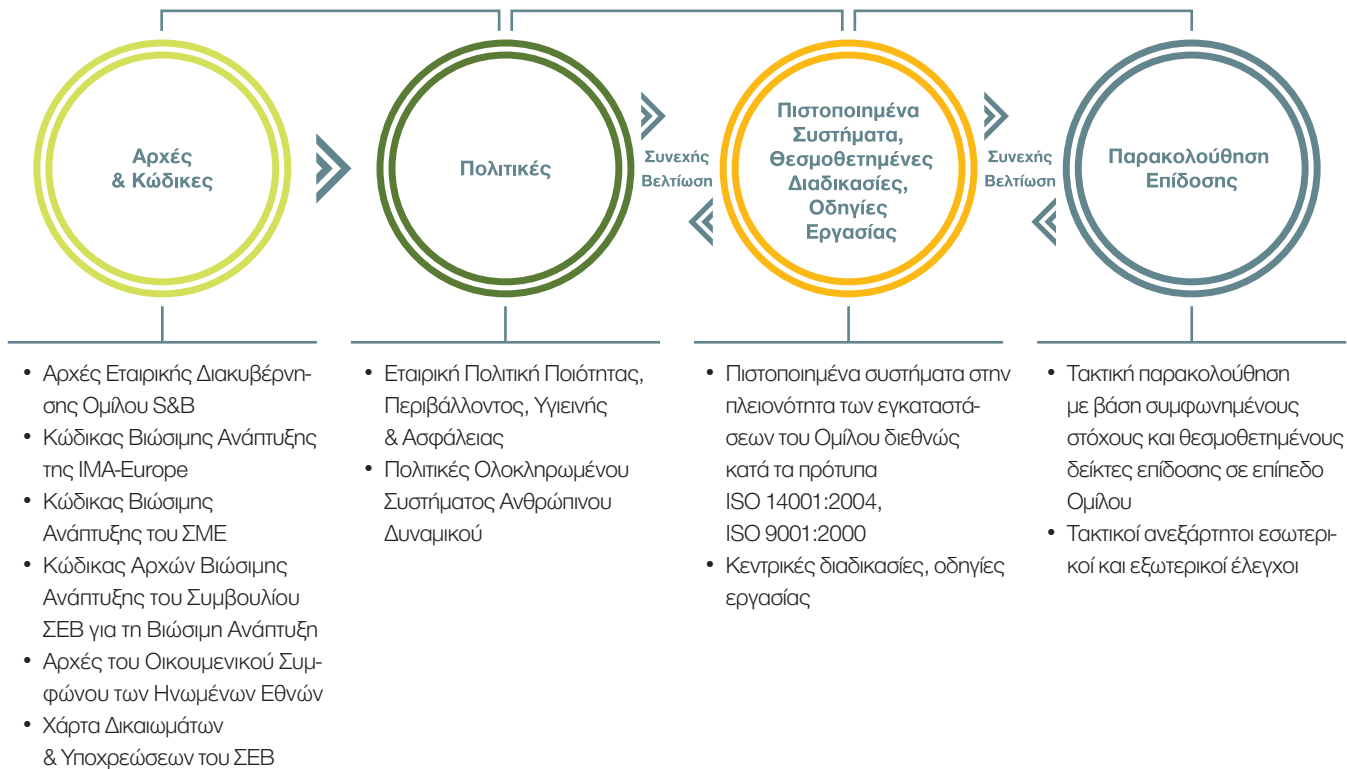 Αρχές
& Κώδικες
Πολιτικές
Συνεχής
Βελτίωση
Πιστοποιημένα
Συστήματα,
Θεσμοθετημένες
Διαδικασίες,
Οδηγίες
Εργασίας
Συνεχής
Βελτίωση
Παρακολούθηση
Επίδοσης
• Αρχές Εταιρικής Διακυβέρνη-
σης Ομίλου S&B
• Κώδικας Βιώσιμης Ανάπτυξης
της IMA-Europe
• Κώδικας Βιώσιμης
Ανάπτυξης του ΣΜΕ
• Κώδικας Αρχών Βιώσιμης
Ανάπτυξης του Συμβουλίου
ΣΕΒ για τη Βιώσιμη Ανάπτυξη
• Αρχές του Οικουμενικού Συμ-
φώνου των Ηνωμένων Εθνών
• Χάρτα Δικαιωμάτων
& Υποχρεώσεων του ΣΕΒ
• Εταιρική Πολιτική Ποιότητας,
Περιβάλλοντος, Υγιεινής
& Ασφάλειας
• Πολιτικές Ολοκληρωμένου
Συστήματος Ανθρώπινου
Δυναμικού
• Πιστοποιημένα συστήματα στην
πλειονότητα των εγκαταστά-
σεων του Ομίλου διεθνώς
κατά τα πρότυπα
ISO 14001:2004,
ISO 9001:2000
• Κεντρικές διαδικασίες, οδηγίες
εργασίας
• Τακτική παρακολούθηση
με βάση συμφωνημένους
στόχους και θεσμοθετημένους
δείκτες επίδοσης σε επίπεδο
Ομίλου
• Τακτικοί ανεξάρτητοι εσωτερι-
κοί και εξωτερικοί έλεγχοι